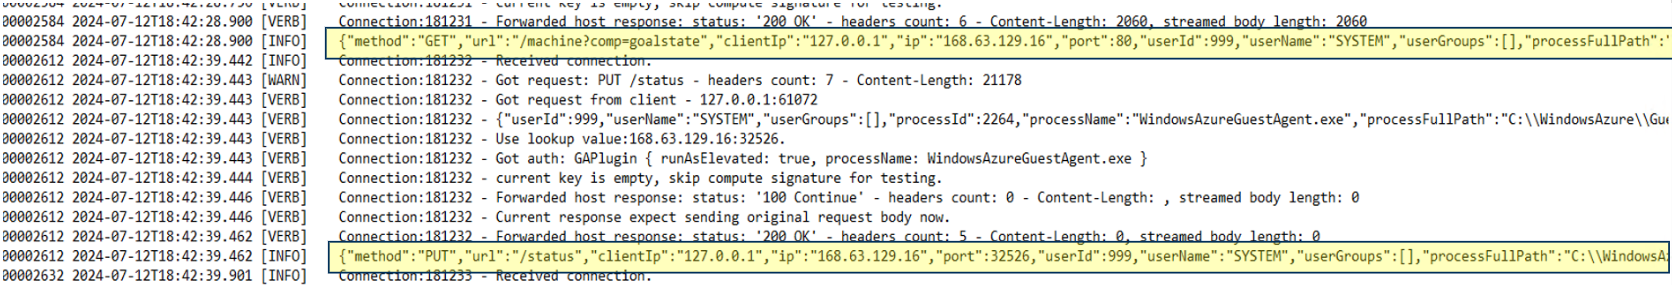 00002584 2024-07-12T18:42:28.790 [VERB] Connection:181231 - Current key is empty, skip compute signature for testing.
00002584 2024-07-12T18:42:28.900 [VERB] Connection:181231 - Forwarded host response: status: '200 OK' - headers count: 6 - Content-Length: 2060, streamed body length: 2060
00002584 2024-07-12T18:42:28.900 [INFO] {"method":"GET","url":"/machine?comp=goalstate","clientIp":"127.0.0.1","ip":"168.63.129.16","port":80,"userId":999,"userName":"SYSTEM","userGroups":[],"processFullPath":
00002612 2024-07-12T18:42:39.442 [INFO] Connection:181232 - Received connection.
00002612 2024-07-12T18:42:39.443 [WARN] Connection:181232 - Got request: PUT /status - headers count: 7 - Content-Length: 21178
00002612 2024-07-12T18:42:39.443 [VERB] Connection:181232 - Got request from client - 127.0.0.1:61072
00002612 2024-07-12T18:42:39.443 [VERB] Connection:181232 - {"userId":999,"userName":"SYSTEM","userGroups":[],"processId":2264,"processName":"WindowsAzureGuestAgent.exe","processFullPath":"C:\\WindowsAzure\\Gue
00002612 2024-07-12T18:42:39.443 [VERB] Connection:181232 - Use lookup value:168.63.129.16:32526.
00002612 2024-07-12T18:42:39.443 [VERB] Connection:181232 - Got auth: GAPlugin { runAsElevated: true, processName: WindowsAzureGuestAgent.exe }
00002612 2024-07-12T18:42:39.444 [VERB] Connection:181232 - current key is empty, skip compute signature for testing.
00002612 2024-07-12T18:42:39.446 [VERB] Connection:181232 - Forwarded host response: status: '100 Continue' - headers count: 0 - Content-Length: , streamed body length: 0
00002612 2024-07-12T18:42:39.446 [VERB] Connection:181232 - Current response expect sending original request body now.
00002612 2024-07-12T18:42:39.462 [VERB] Connection:181232 - Forwarded host response: status: '200 OK' - headers count: 5 - Content-Length: 0, streamed body length: 0
00002612 2024-07-12T18:42:39.462 [INFO] {"method":"PUT","url":"/status","clientIp":"127.0.0.1","ip":"168.63.129.16","port":32526,"userId":999,"userName":"SYSTEM","userGroups":[],"processFullPath":"C:\\WindowsA
00002632 2024-07-12T18:42:39.901 [INFO] Connection:181233 - Received connection.